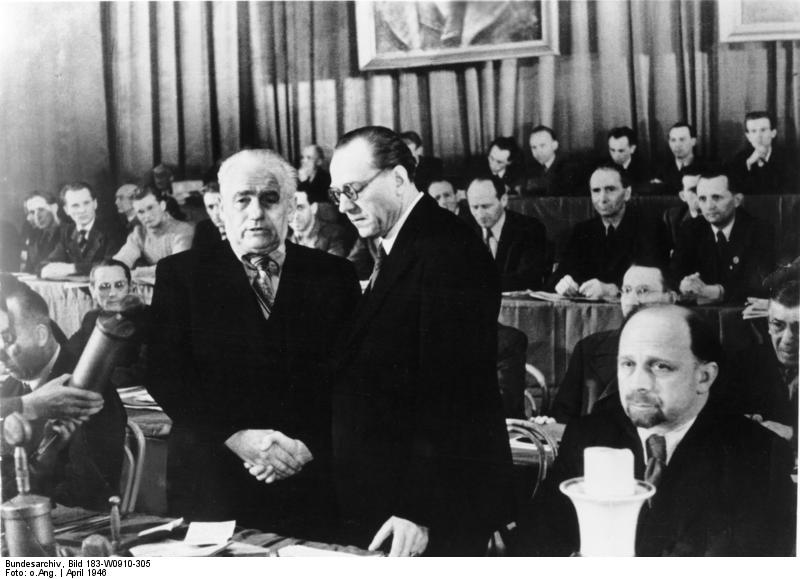 Bundesarchiv, Bild 183-W0910-305
Foto: o.Ang. | April 1946